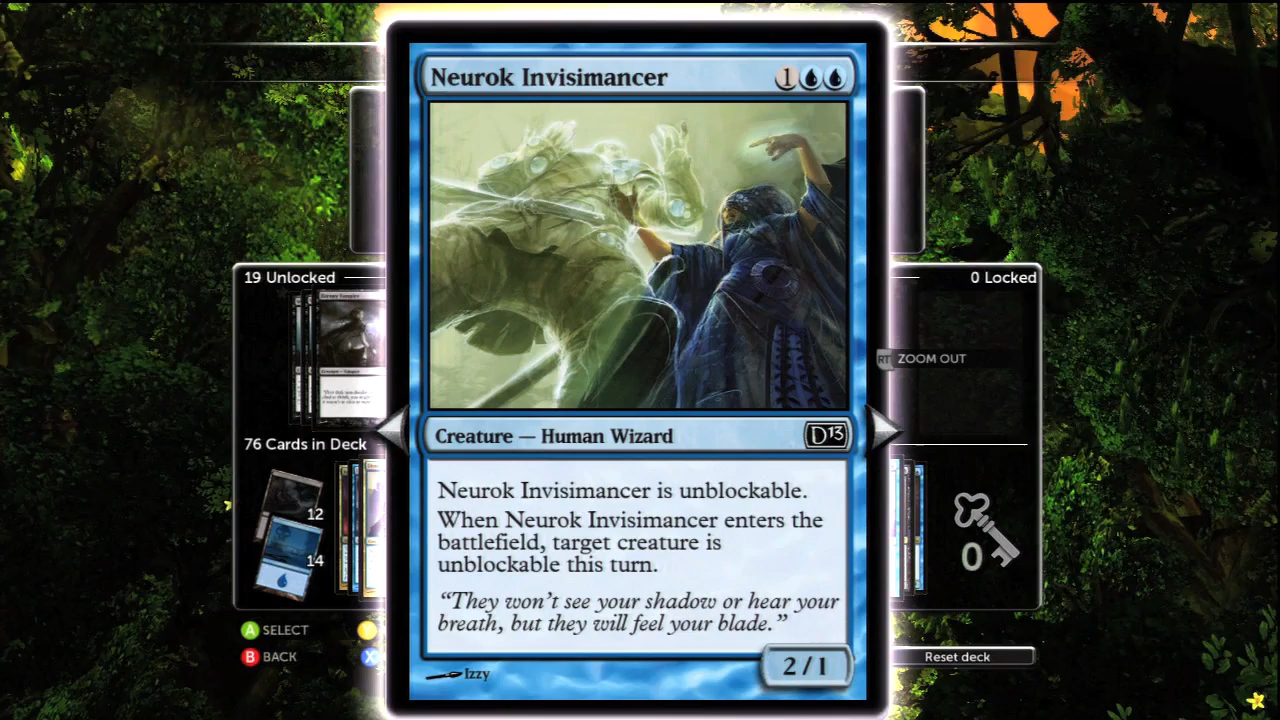 Neurok Invisimancer 1
19 Unlocked
0 Locked
RT ZOOM OUT
Creature — Human Wizard D13
76 Cards in Deck
Neurok Invisimancer is unblockable.
When Neurok Invisimancer enters the
battlefield, target creature is
unblockable this turn.
12
14
0
“They won’t see your shadow or hear your
breath, but they will feel your blade.”
A SELECT
Y
B BACK
X
Reset deck
Izzy
2 / 1